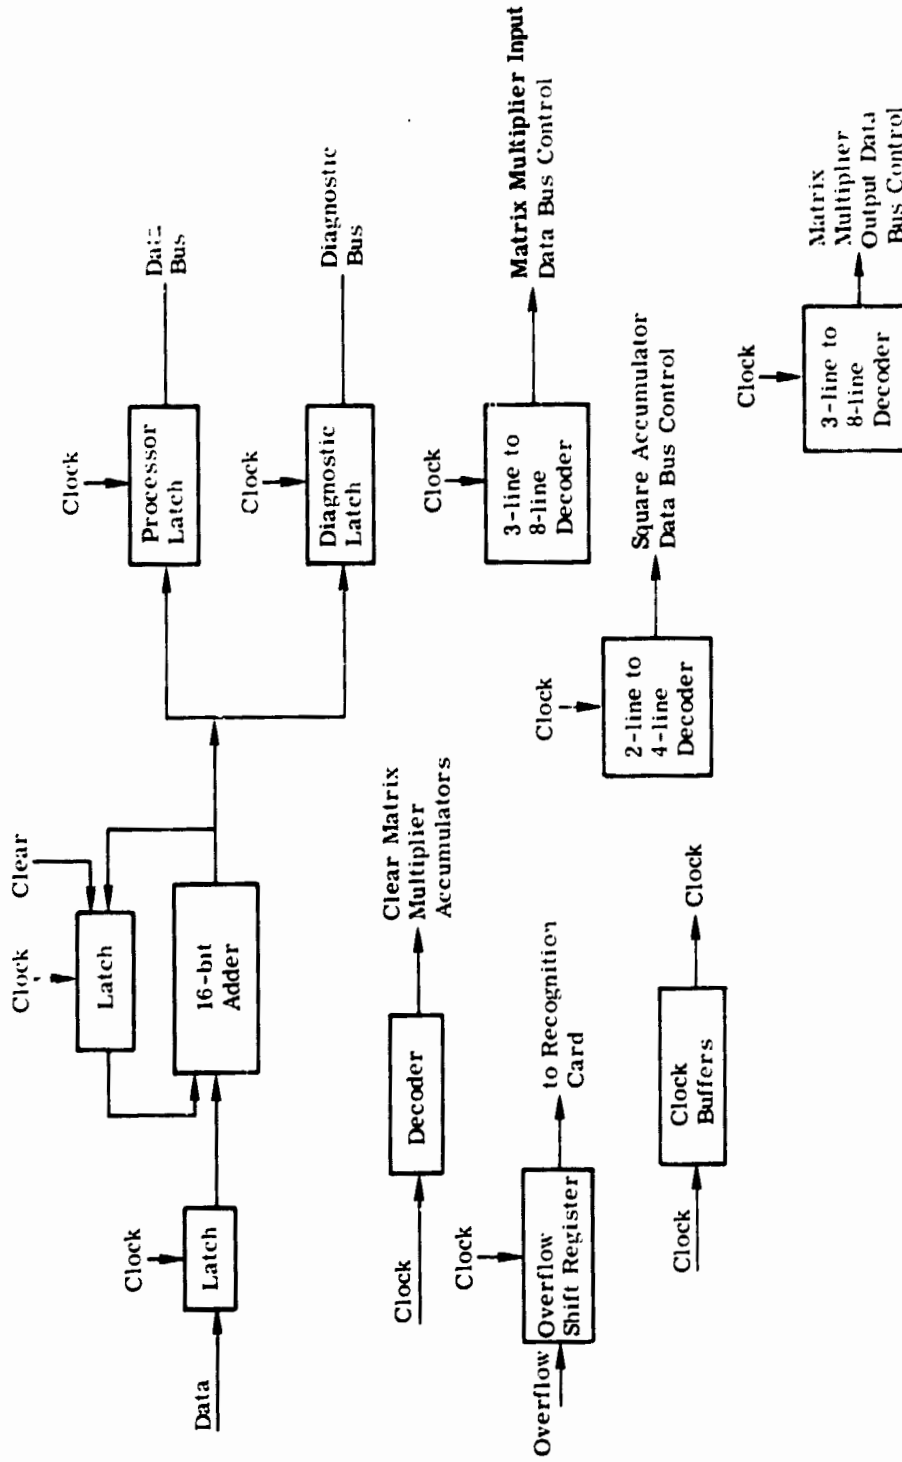 Data
Clock
Latch
Clock
Clear
Latch
16-bit
Adder
Clock
Processor
Latch
Bus
Clock
Diagnostic
Latch
Diagnostic
Bus
Clock
Decoder
Clear Matrix
Multiplier
Accumulators
Clock
3-line to
8-line
Decoder
Matrix Multiplier Input
Data Bus Control
Overflow
Clock
Overflow
Shift Register
to Recognition
Card
Clock
2-line to
4-line
Decoder
Square Accumulator
Data Bus Control
Clock
Clock
Buffers
Clock
Clock
3-line to
8-line
Decoder
Matrix
Multiplier
Output Data
Bus Control